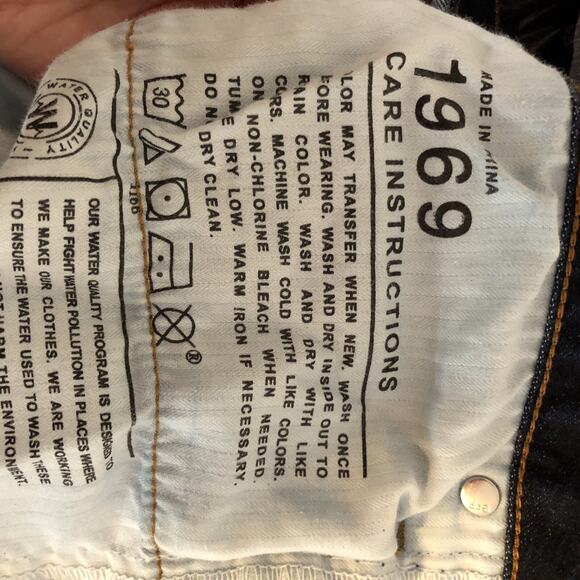 MADE IN
1969
CARE INSTRUCTIONS
LOR MAY TRANSFER WHEN NEW. WASH ONCE
FORE WEARING. WASH AND DRY INSIDE OUT TO
RAIN COLOR. WASH AND DRY WITH LIKE
MACHINE WASH COLD WITH LIKE COLORS.
ON NON-CHLORINE BLEACH WHEN NEEDED.
TUM E DRY LOW. WARM IRON IF NECESSARY.
DO N DRY CLEAN.
30
®
WATER QUALITY
W
OUR WATER QUALITY PROGRAM IS DESIGNED TO
HELP FIGHT WATER POLLUTION IN PLACES WHERE
WE MAKE OUR CLOTHES. WE ARE WORKING
TO ENSURE THE WATER USED TO WASH THESE
NOT HARM THE ENVIRONMENT.